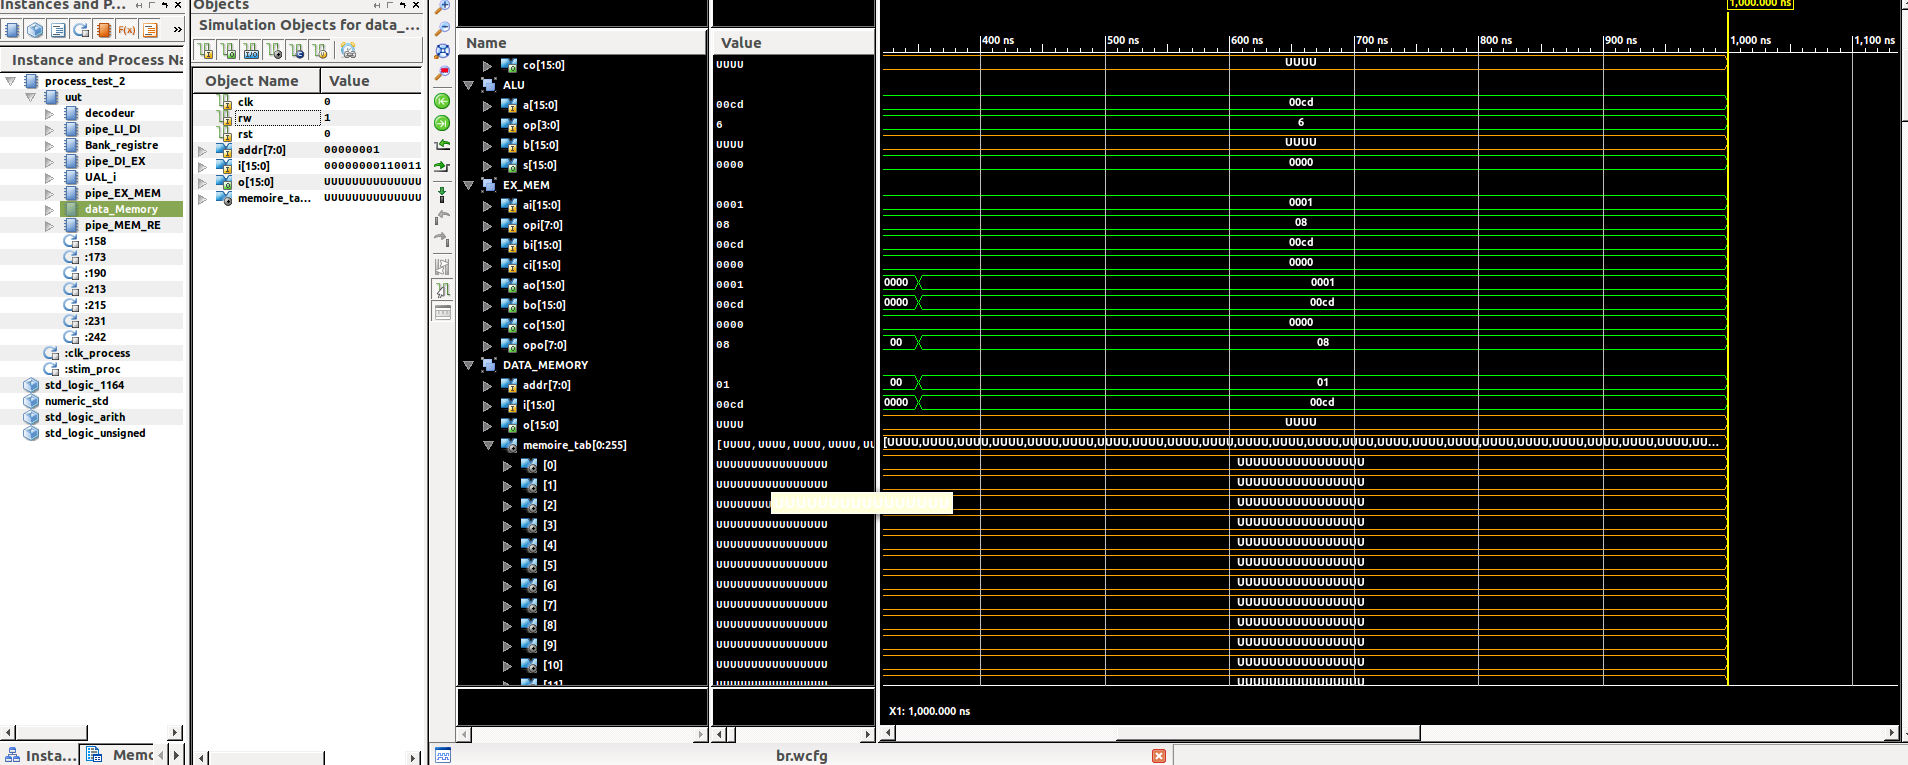 Instances and P...
Instance and Process Na
process_test_2
uut
decodeur
pipe_LI_DI
Bank_registre
pipe_DI_EX
UAL_i
pipe_EX_MEM
data_Memory
pipe_MEM_RE
:158
:173
:190
:213
:215
:231
:242
:clk_process
:stim_proc
std_logic_1164
numeric_std
std_logic_arith
std_logic_unsigned
Insta... Memo
Objects
Simulation Objects for data_...
Object Name Value
clk 0
rw 1
rst 0
addr[7:0] 00000001
i[15:0] 00000000110011
o[15:0] UUUUUUUUUUUUUU
memoire_ta... UUUUUUUUUUUUUU
Name Value
co[15:0] UUUU
ALU
a[15:0] 00cd
op[3:0] 6
b[15:0] UUUU
s[15:0] 0000
EX_MEM
ai[15:0] 0001
opi[7:0] 08
bi[15:0] 00cd
ci[15:0] 0000
ao[15:0] 0001
bo[15:0] 00cd
co[15:0] 0000
opo[7:0] 08
DATA_MEMORY
addr[7:0] 01
i[15:0] 00cd
o[15:0] UUUU
memoire_tab[0:255] [UUUU,UUUU,UUUU,UUUU,UU
[0] UUUUUUUUUUUUUUUU
[1] UUUUUUUUUUUUUUUU
[2] UUUUUUUU
[3] UUUUUUUUUUUUUUUU
[4] UUUUUUUUUUUUUUUU
[5] UUUUUUUUUUUUUUUU
[6] UUUUUUUUUUUUUUUU
[7] UUUUUUUUUUUUUUUU
[8] UUUUUUUUUUUUUUUU
[9] UUUUUUUUUUUUUUUU
[10] UUUUUUUUUUUUUUUU
[11] UUUUUUUUUUUUUUUU
1,000.000 ns
400 ns 500 ns 600 ns 700 ns 800 ns 900 ns 1,000 ns 1,100 ns
UUUU
00cd
6
UUUU
0000
0001
08
00cd
0000
0000 0001
0000 00cd
0000
00 08
00 01
0000 00cd
UUUU
[UUUU,UUUU,UUUU,UUUU,UUUU,UUUU,UUUU,UUUU,UUUU,UUUU,UUUU,UUUU,UUUU,UUUU,UUUU,UUUU,UUUU,UUUU,UUUU,UUUU,UUUU,UUUU,UUUU,UU...
UUUUUUUUUUUUUUUU
UUUUUUUUUUUUUUUU
UUUUUUUUUUUUUUUU
UUUUUUUUUUUUUUUU
UUUUUUUUUUUUUUUU
UUUUUUUUUUUUUUUU
UUUUUUUUUUUUUUUU
UUUUUUUUUUUUUUUU
UUUUUUUUUUUUUUUU
UUUUUUUUUUUUUUUU
UUUUUUUUUUUUUUUU
UUUUUUUUUUUUUUUU
X1: 1,000.000 ns
br.wcfg